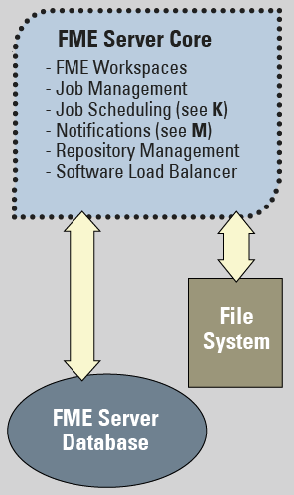 FME Server Core
- FME Workspaces
- Job Management
- Job Scheduling (see K)
- Notifications (see M)
- Repository Management
- Software Load Balancer
File
System
FME Server
Database